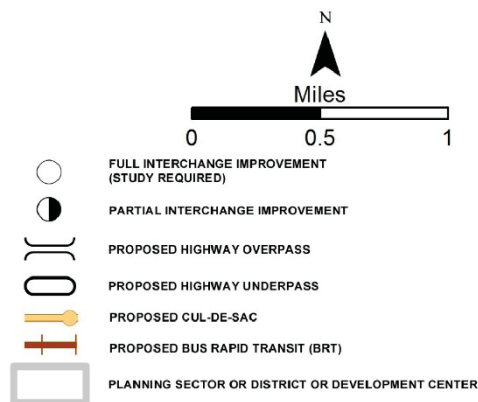 N
Miles
0 0.5 1
FULL INTERCHANGE IMPROVEMENT
(STUDY REQUIRED)
PARTIAL INTERCHANGE IMPROVEMENT
PROPOSED HIGHWAY OVERPASS
PROPOSED HIGHWAY UNDERPASS
PROPOSED CUL-DE-SAC
PROPOSED BUS RAPID TRANSIT (BRT)
PLANNING SECTOR OR DISTRICT OR DEVELOPMENT CENTER